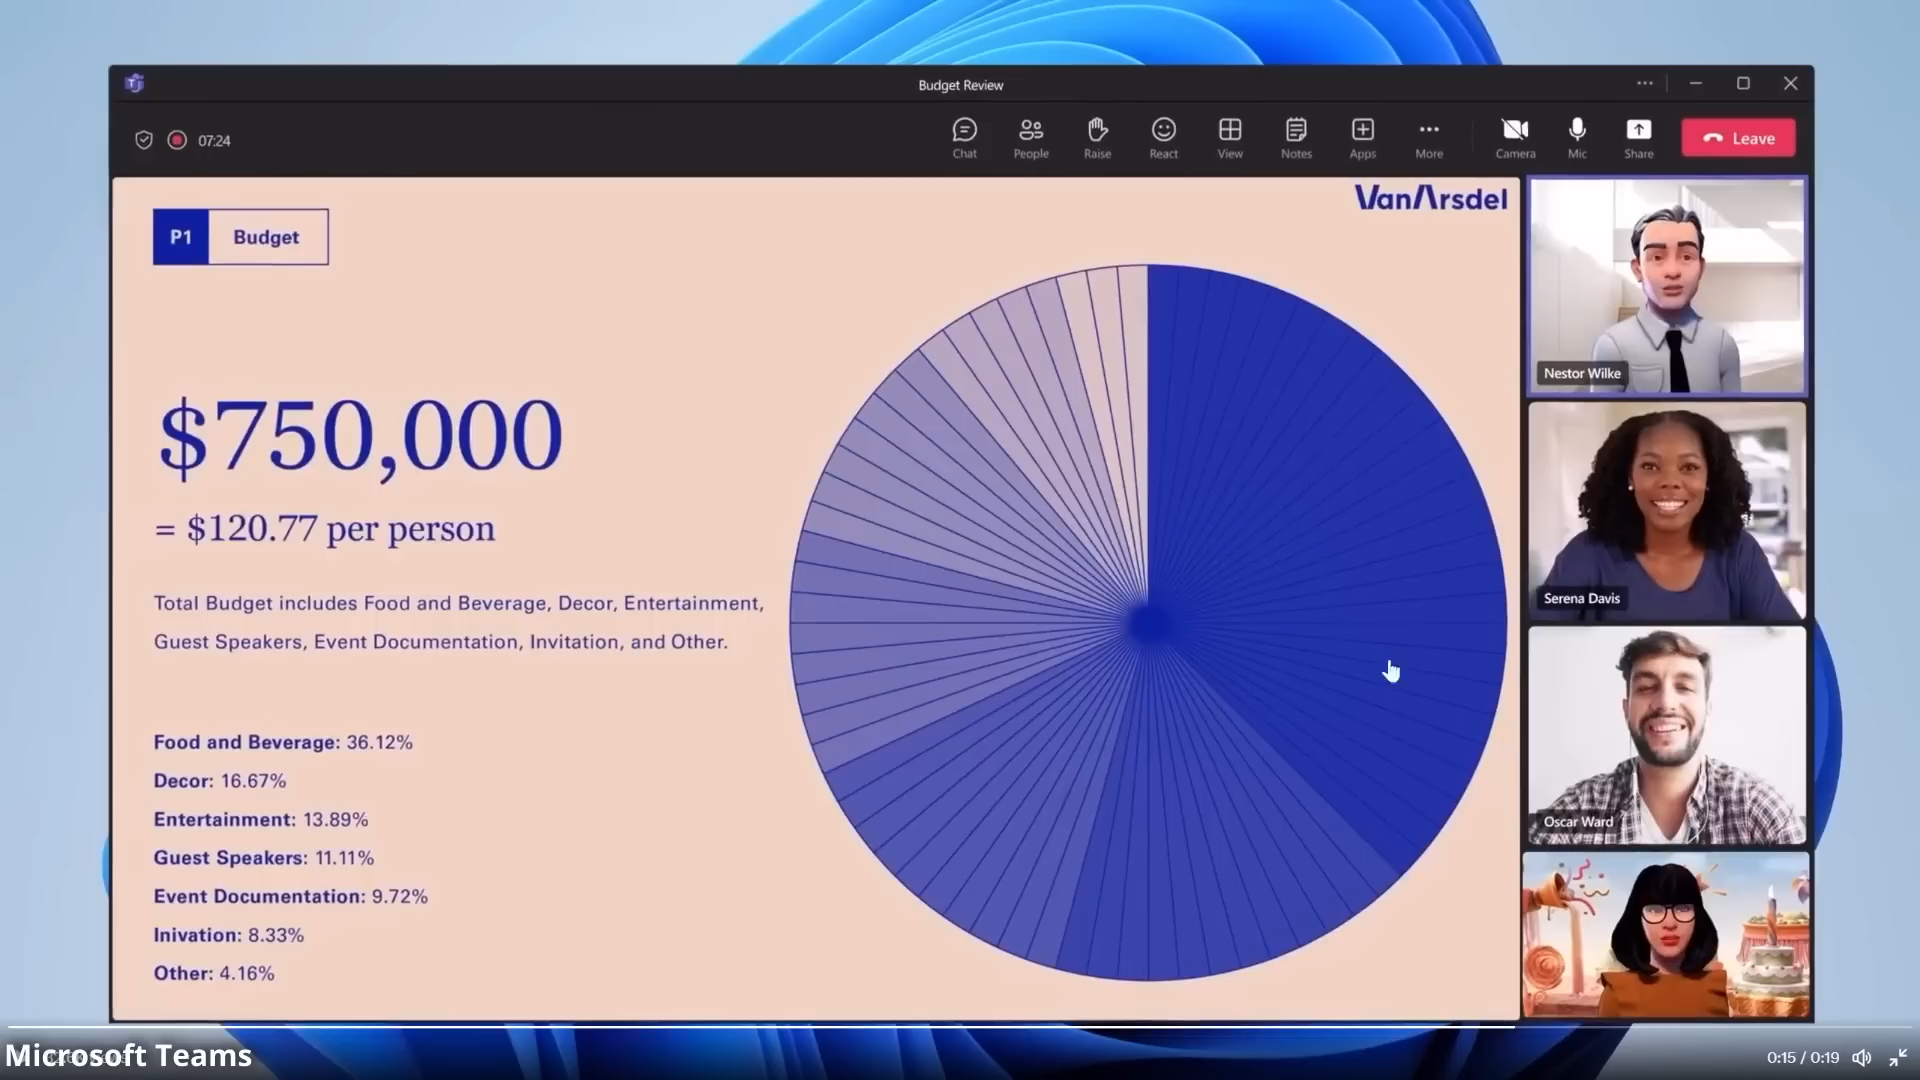 Budget Review
07:24
Chat
People
Raise
React
View
Notes
Apps
More
Camera
Mic
Share
Leave
VanArsdel
P1 Budget
$750,000
= $120.77 per person
Total Budget includes Food and Beverage, Decor, Entertainment,
Guest Speakers, Event Documentation, Invitation, and Other.
Food and Beverage: 36.12%
Decor: 16.67%
Entertainment: 13.89%
Guest Speakers: 11.11%
Event Documentation: 9.72%
Inivation: 8.33%
Other: 4.16%
Nestor Wilke
Serena Davis
Oscar Ward
Microsoft Teams
0:15 / 0:19